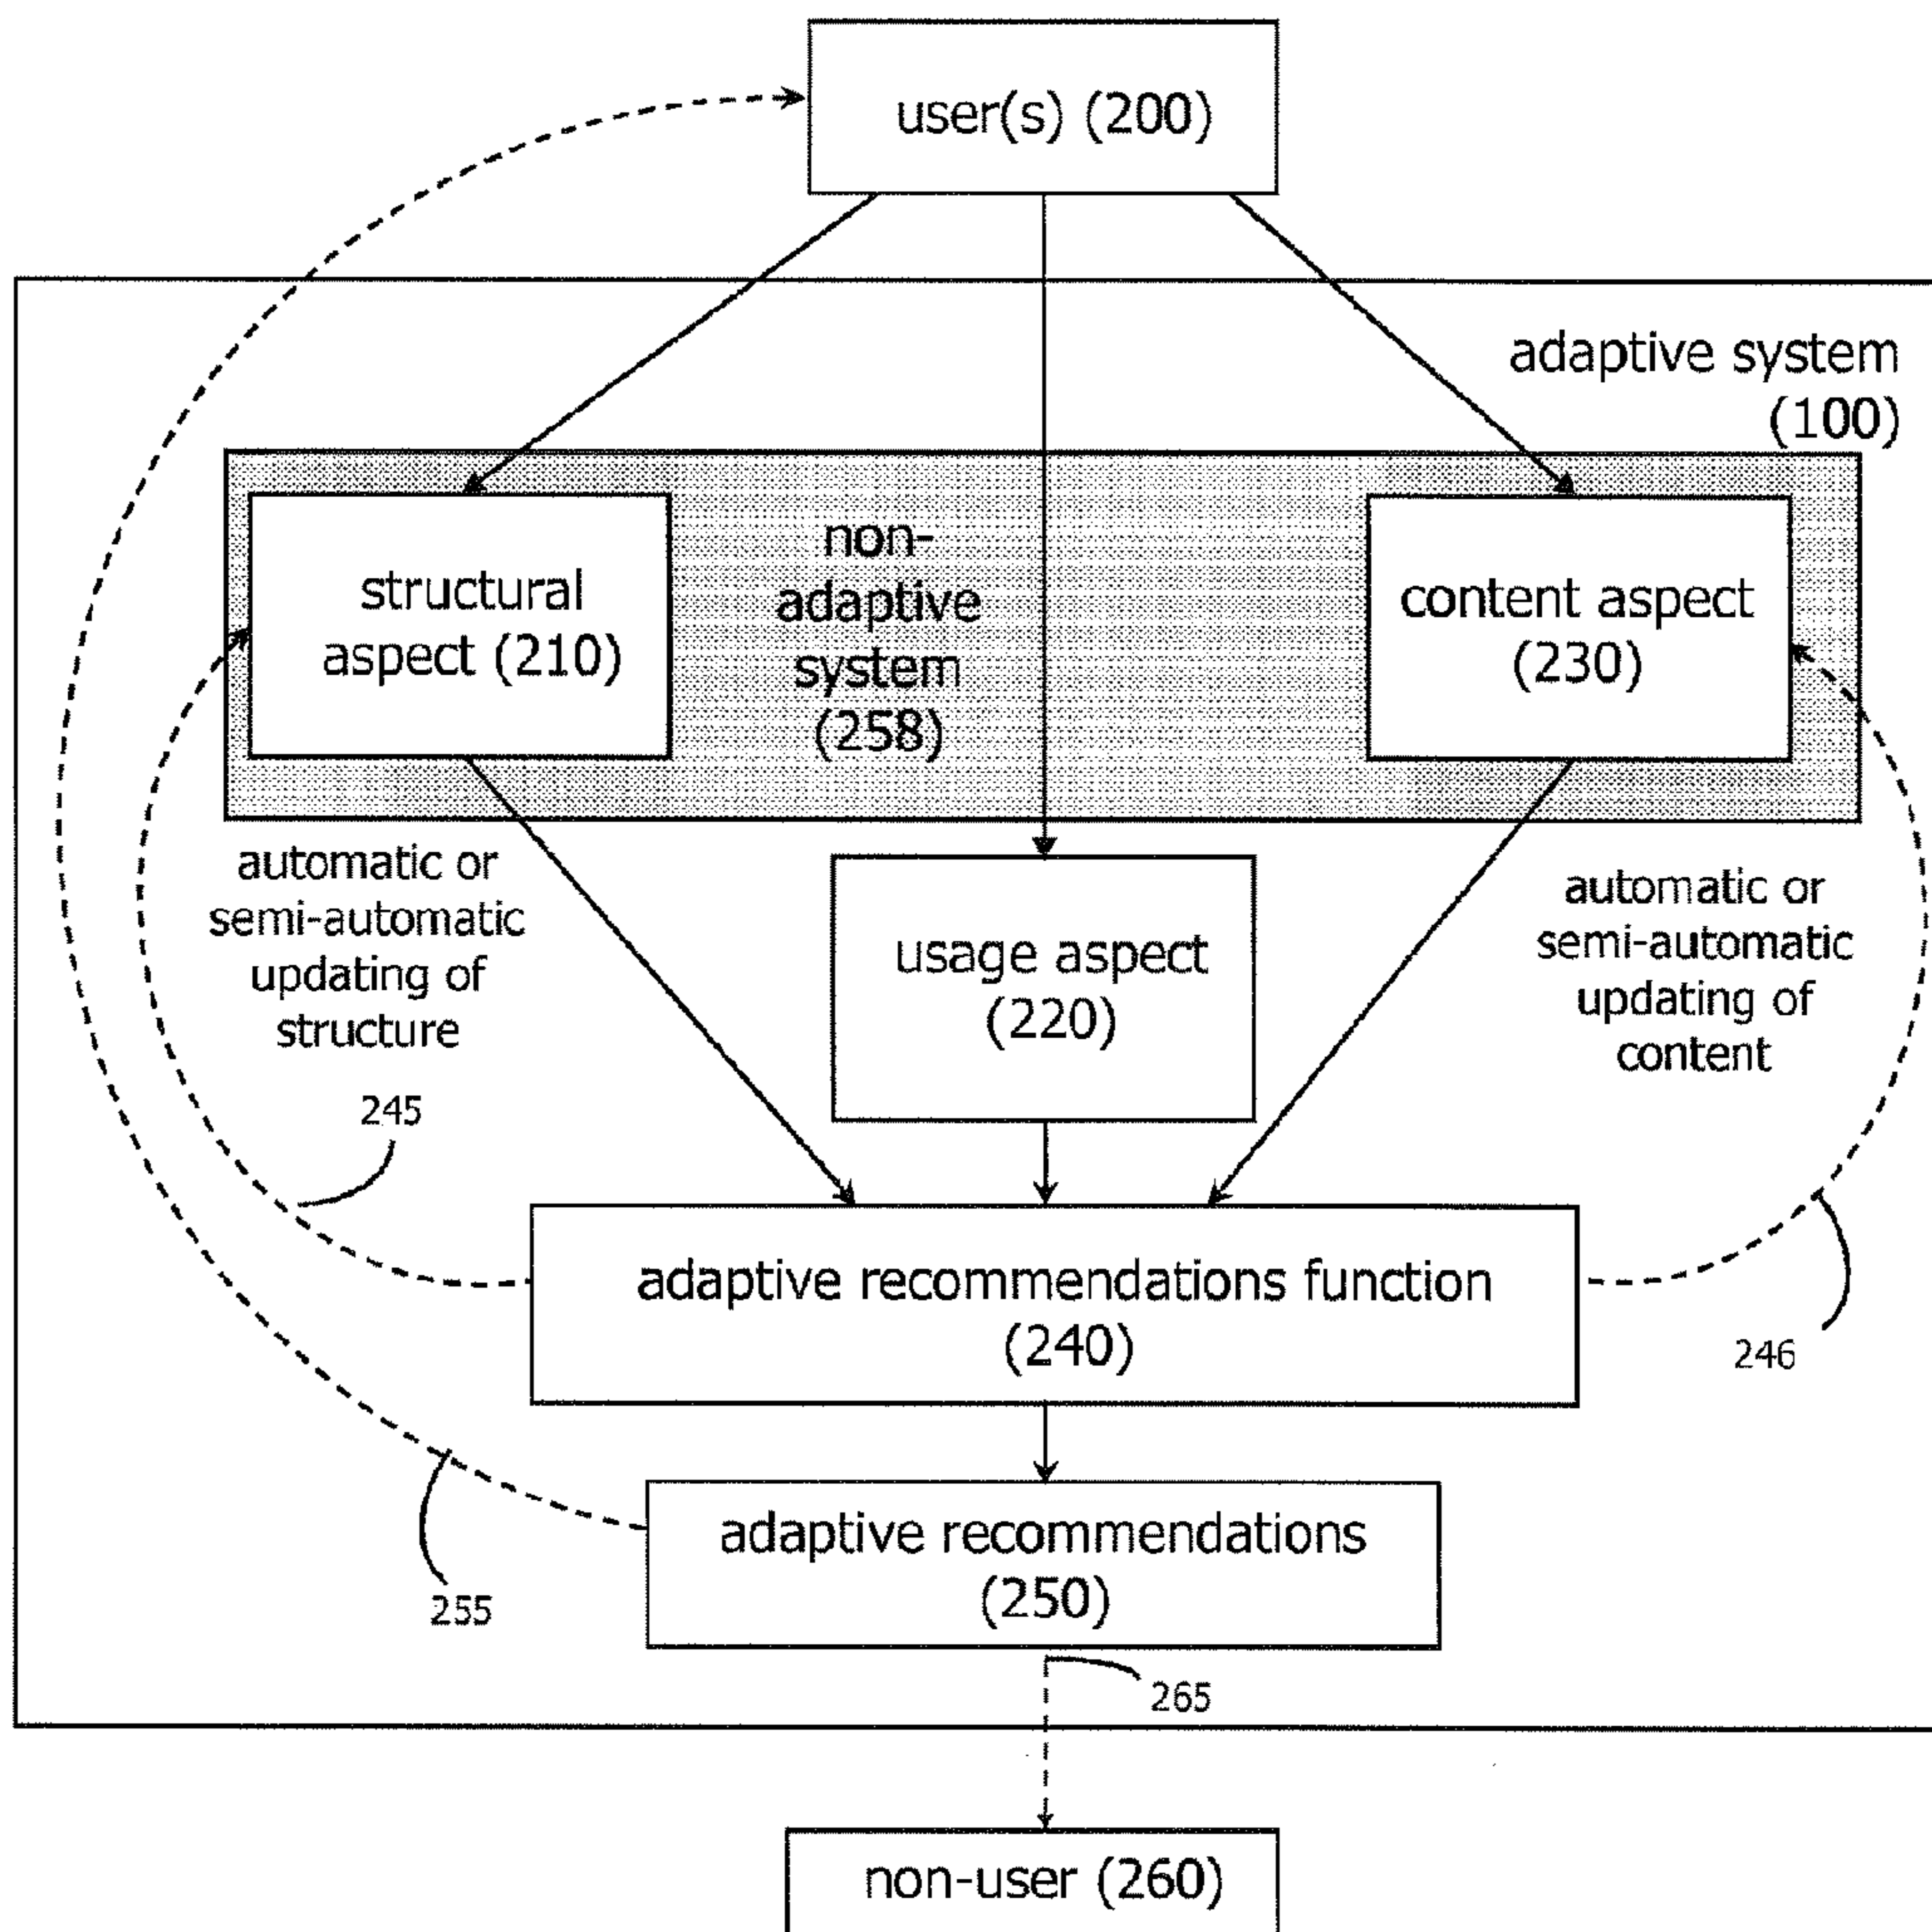 user(s) (200)
adaptive system
(100)
non-
adaptive
system
(258)
structural
aspect (210)
content aspect
(230)
automatic or
semi-automatic
updating of
structure
usage aspect
(220)
automatic or
semi-automatic
updating of
content
245
adaptive recommendations function
(240)
246
adaptive recommendations
(250)
255
265
non-user (260)